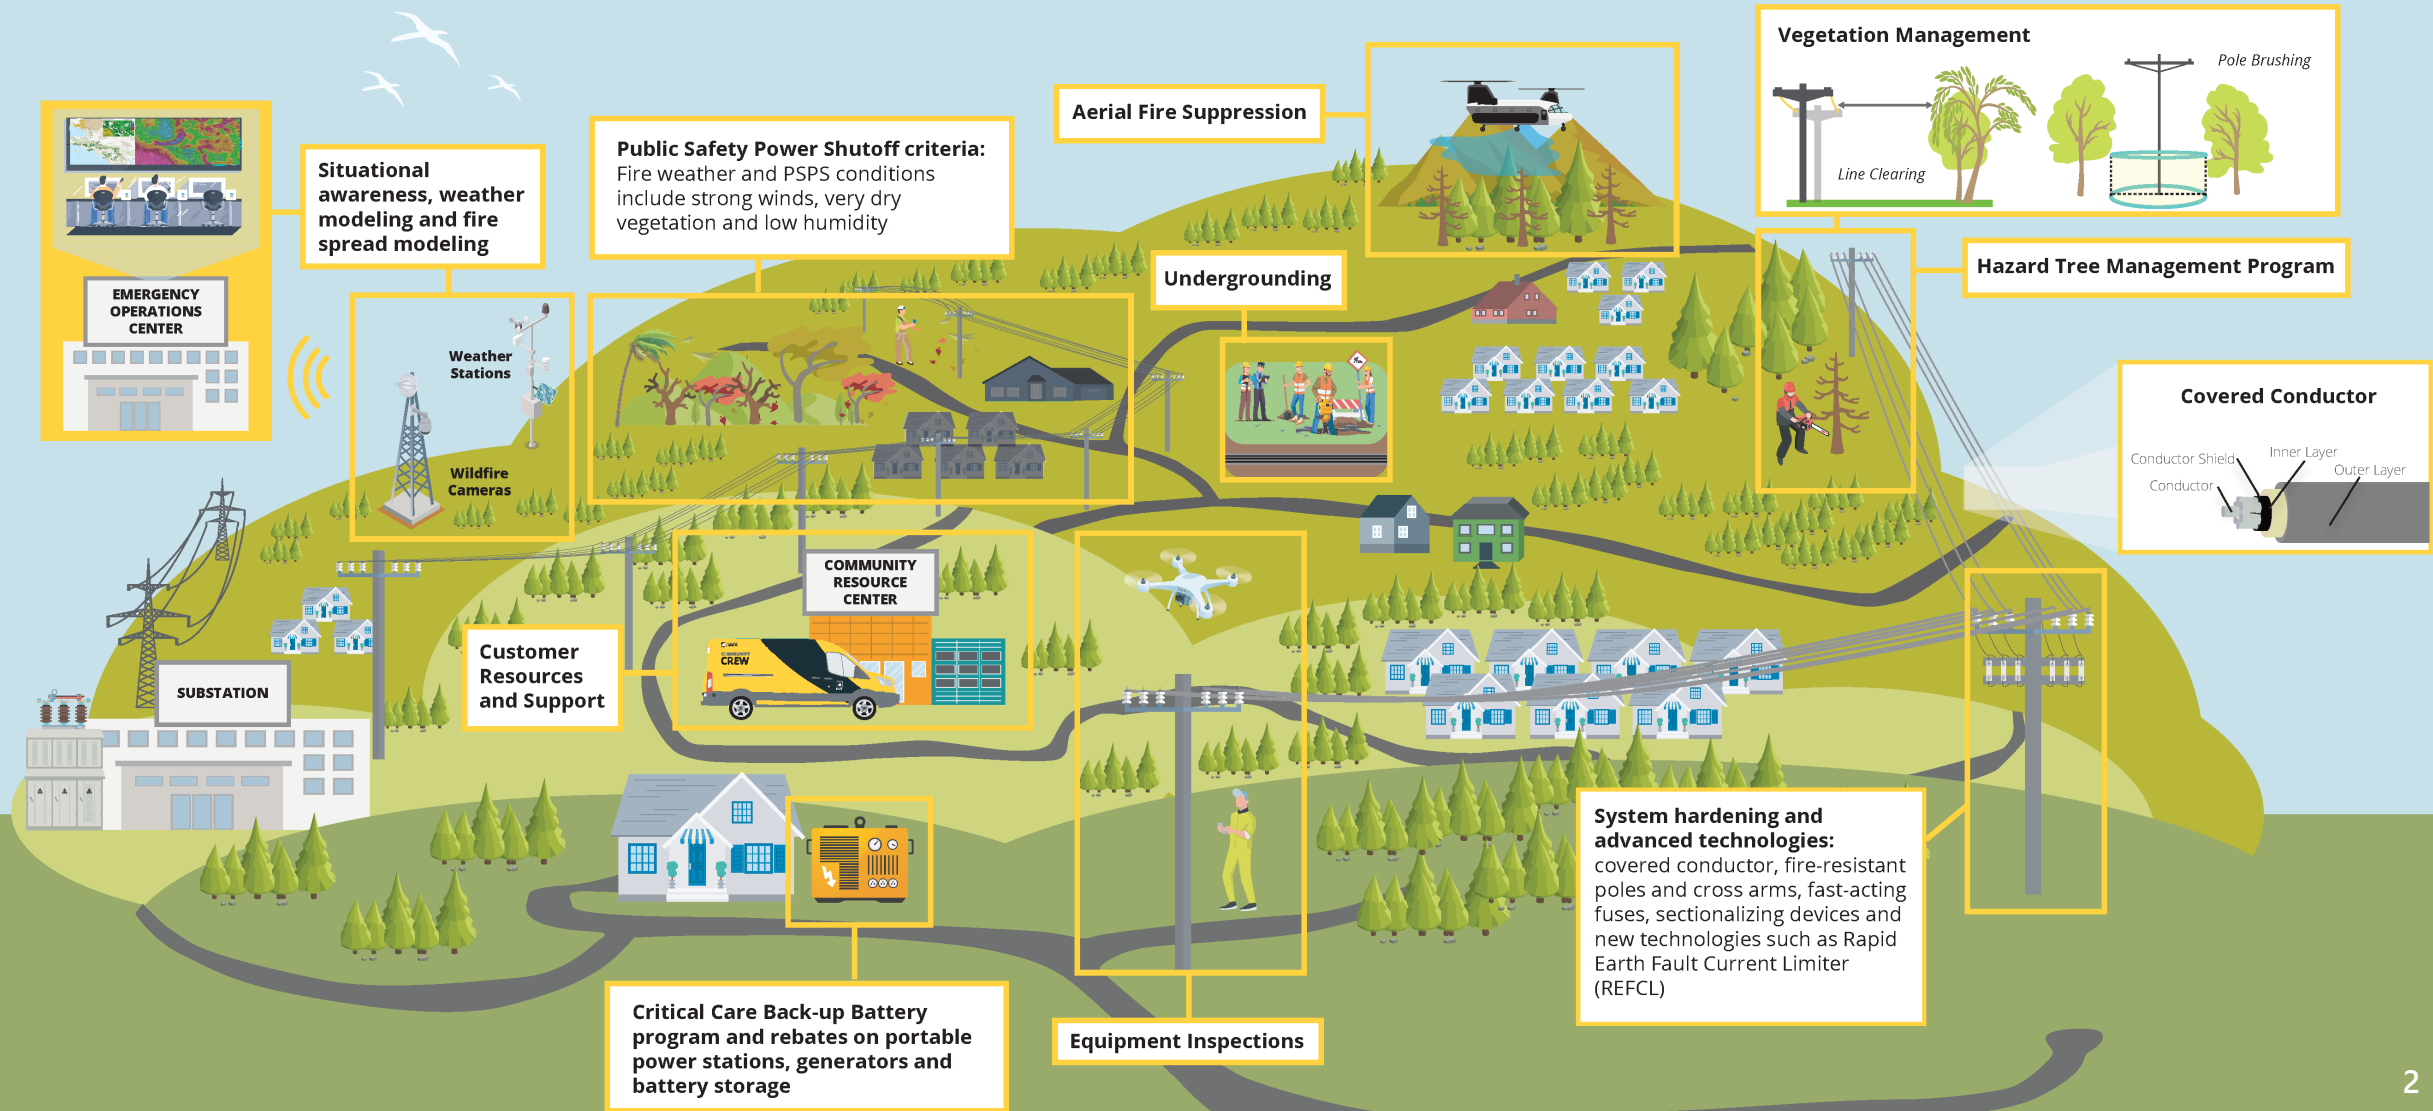 Situational
awareness, weather
modeling and fire
spread modeling
EMERGENCY
OPERATIONS
CENTER
Weather
Stations
Wildfire
Cameras
Public Safety Power Shutoff criteria:
Fire weather and PSPS conditions
include strong winds, very dry
vegetation and low humidity
Aerial Fire Suppression
Undergrounding
Vegetation Management
Pole Brushing
Line Clearing
Hazard Tree Management Program
Covered Conductor
Conductor Shield
Inner Layer
Outer Layer
Conductor
SUBSTATION
Customer
Resources
and Support
COMMUNITY
RESOURCE
CENTER
COMMUNITY
CREW
System hardening and
advanced technologies:
covered conductor, fire-resistant
poles and cross arms, fast-acting
fuses, sectionalizing devices and
new technologies such as Rapid
Earth Fault Current Limiter
(REFCL)
Critical Care Back-up Battery
program and rebates on portable
power stations, generators and
battery storage
Equipment Inspections
2